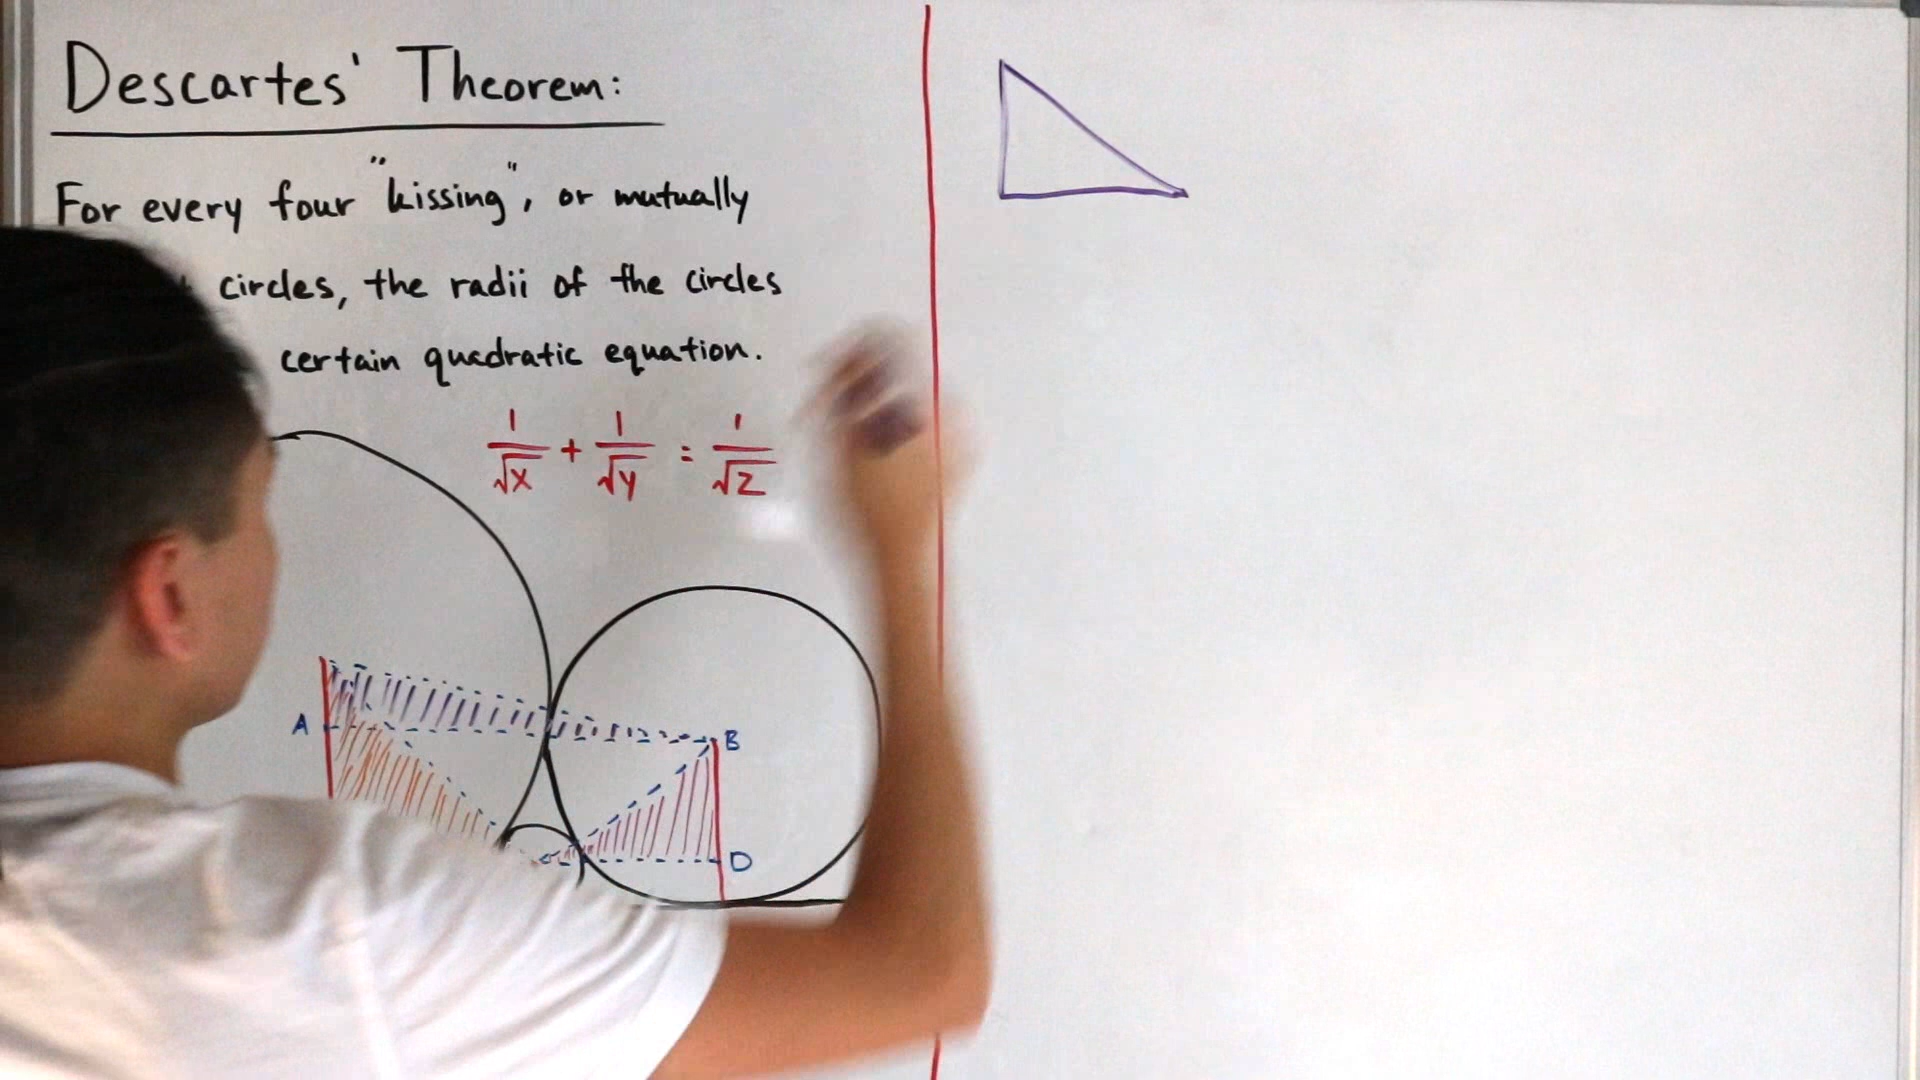 Descartes' Theorem:
For every four "kissing", or mutually
circles, the radii of the circles
certain quadratic equation.
1/√x + 1/√y = 1/√z
A
B
D